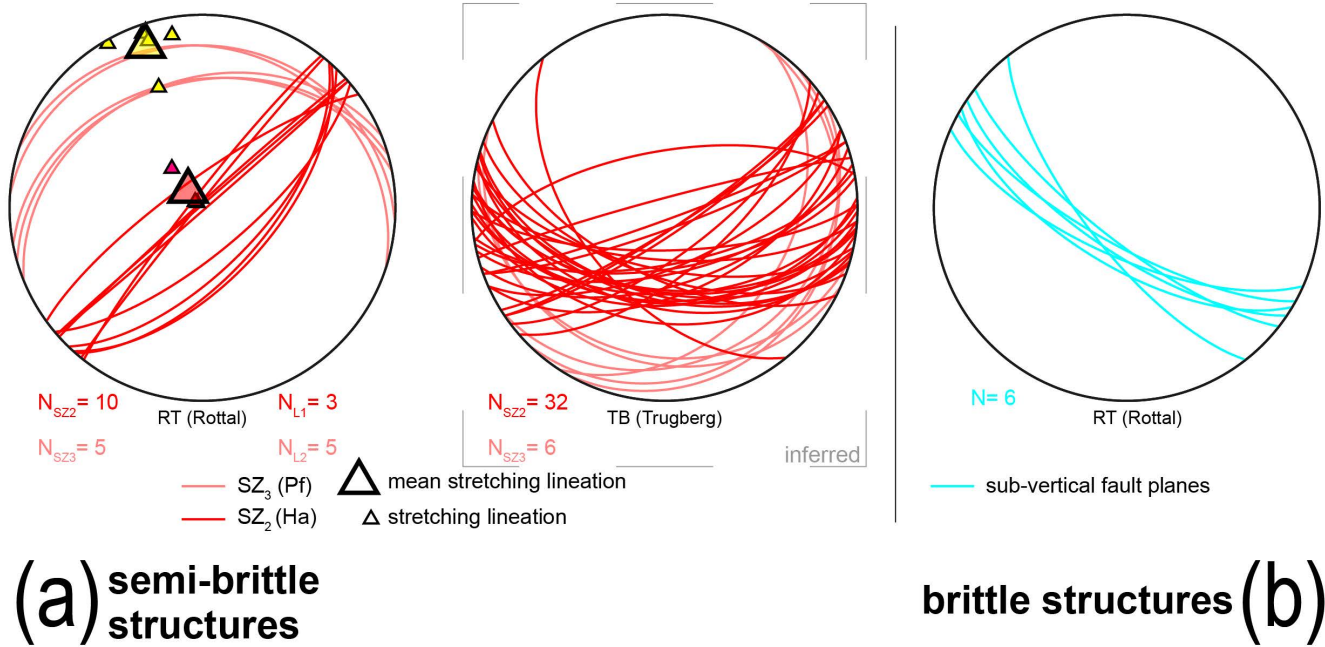 N_SZ2= 10
RT (Rottal)
N_L1= 3
N_SZ3= 5
N_L2= 5
N_SZ2= 32
TB (Trugberg)
N_SZ3= 6
inferred
N= 6
RT (Rottal)
SZ_3 (Pf)
mean stretching lineation
SZ_2 (Ha)
stretching lineation
sub-vertical fault planes
(a) semi-brittle
structures
brittle structures (b)